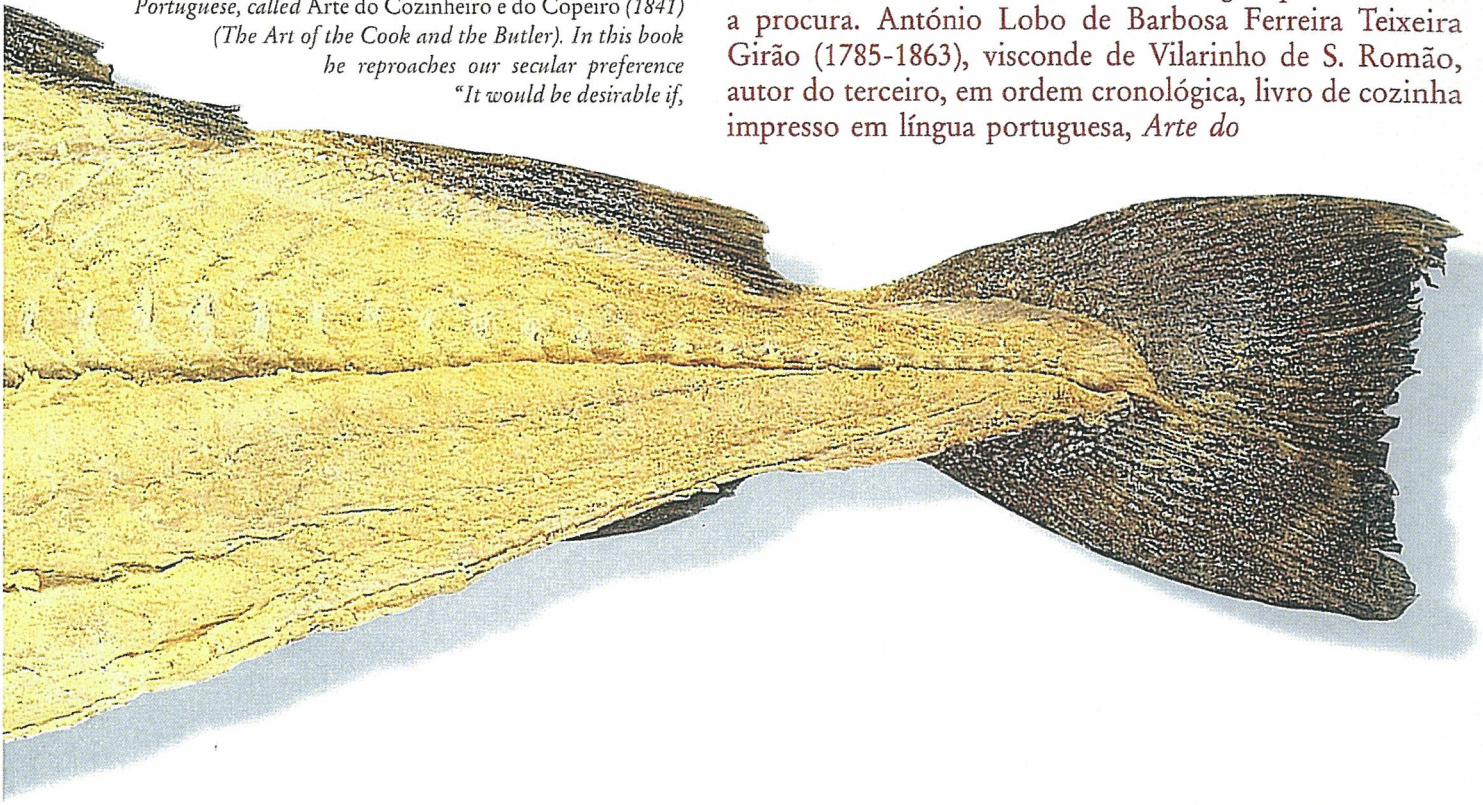 Portuguese, called Arte do Cozinheiro e do Copeiro (1841)
(The Art of the Cook and the Butler). In this book
he reproaches our secular preference
“It would be desirable if,
a procura. António Lobo de Barbosa Ferreira Teixeira
Girão (1785-1863), visconde de Vilarinho de S. Romão,
autor do terceiro, em ordem cronológica, livro de cozinha
impresso em língua portuguesa, Arte do